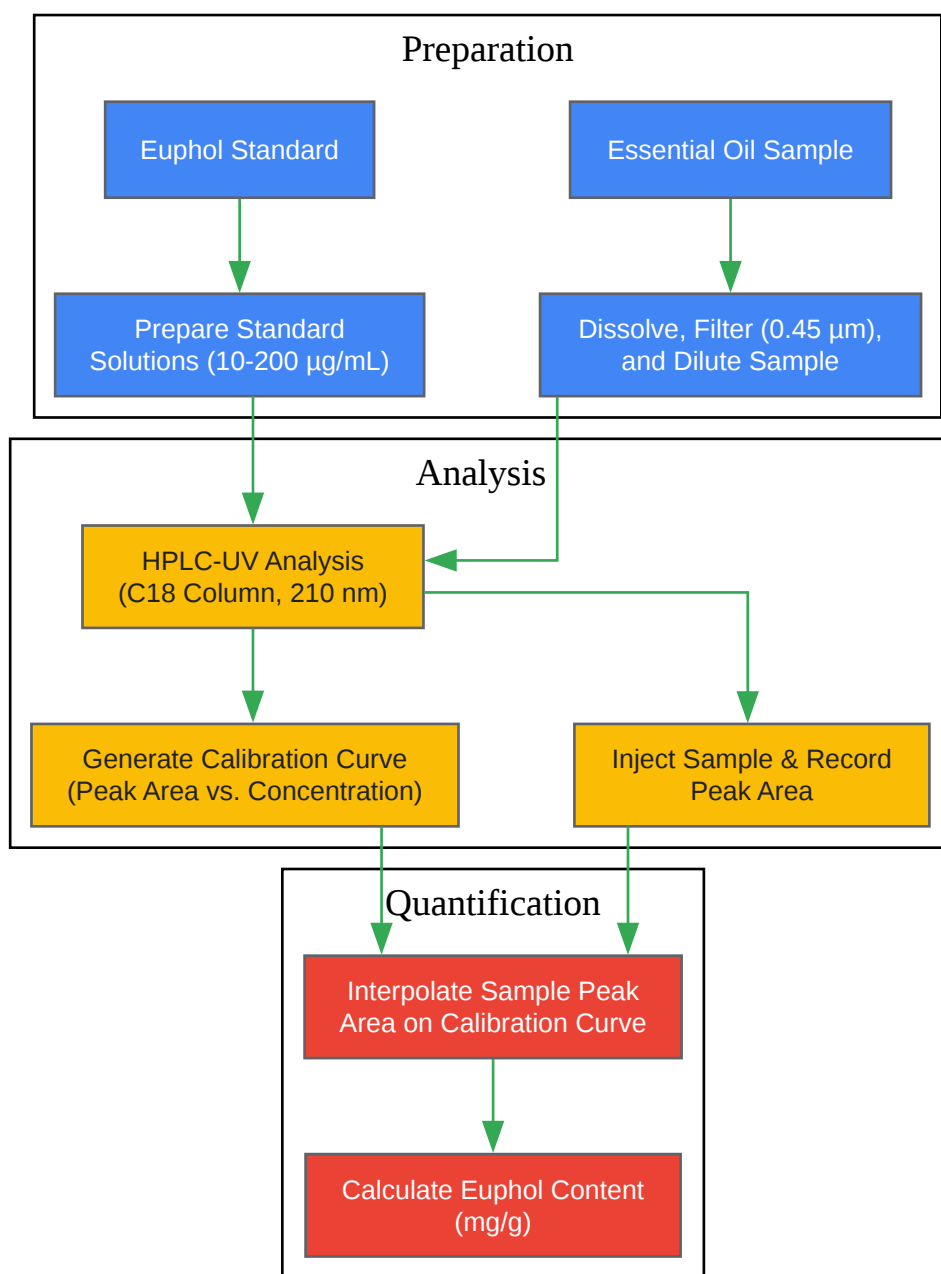 Preparation
Euphol Standard
Essential Oil Sample
Prepare Standard
Solutions (10-200 µg/mL)
Dissolve, Filter (0.45 µm),
and Dilute Sample
Analysis
HPLC-UV Analysis
(C18 Column, 210 nm)
Generate Calibration Curve
(Peak Area vs. Concentration)
Inject Sample & Record
Peak Area
Quantification
Interpolate Sample Peak
Area on Calibration Curve
Calculate Euphol Content
(mg/g)